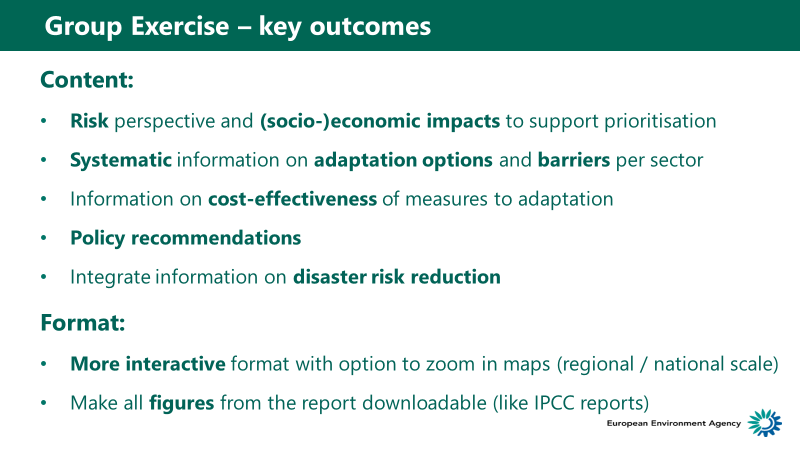 Group Exercise – key outcomes
Content:
• Risk perspective and (socio-)economic impacts to support prioritisation
• Systematic information on adaptation options and barriers per sector
• Information on cost-effectiveness of measures to adaptation
• Policy recommendations
• Integrate information on disaster risk reduction
Format:
• More interactive format with option to zoom in maps (regional / national scale)
• Make all figures from the report downloadable (like IPCC reports)
European Environment Agency